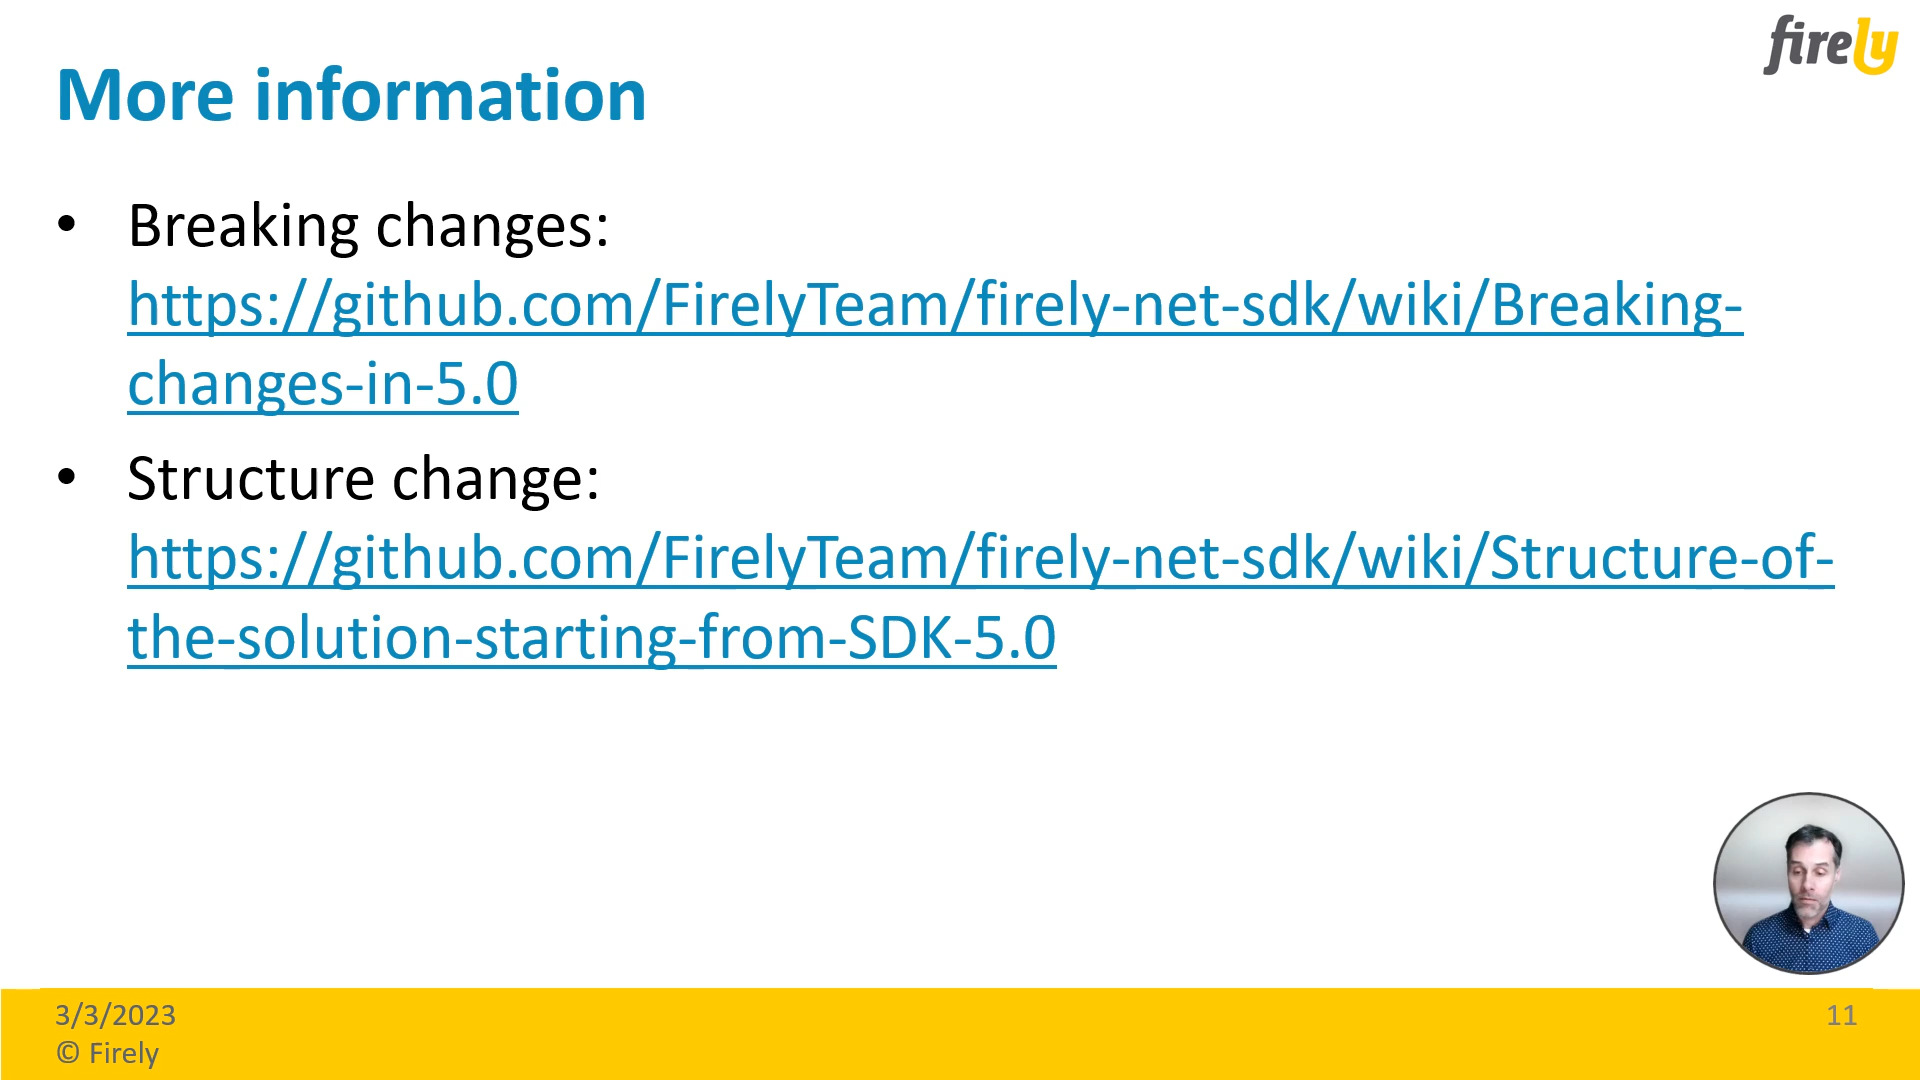 firely
More information
• Breaking changes:
https://github.com/FirelyTeam/firely-net-sdk/wiki/Breaking-
changes-in-5.0
• Structure change:
https://github.com/FirelyTeam/firely-net-sdk/wiki/Structure-of-
the-solution-starting-from-SDK-5.0
3/3/2023
11
© Firely